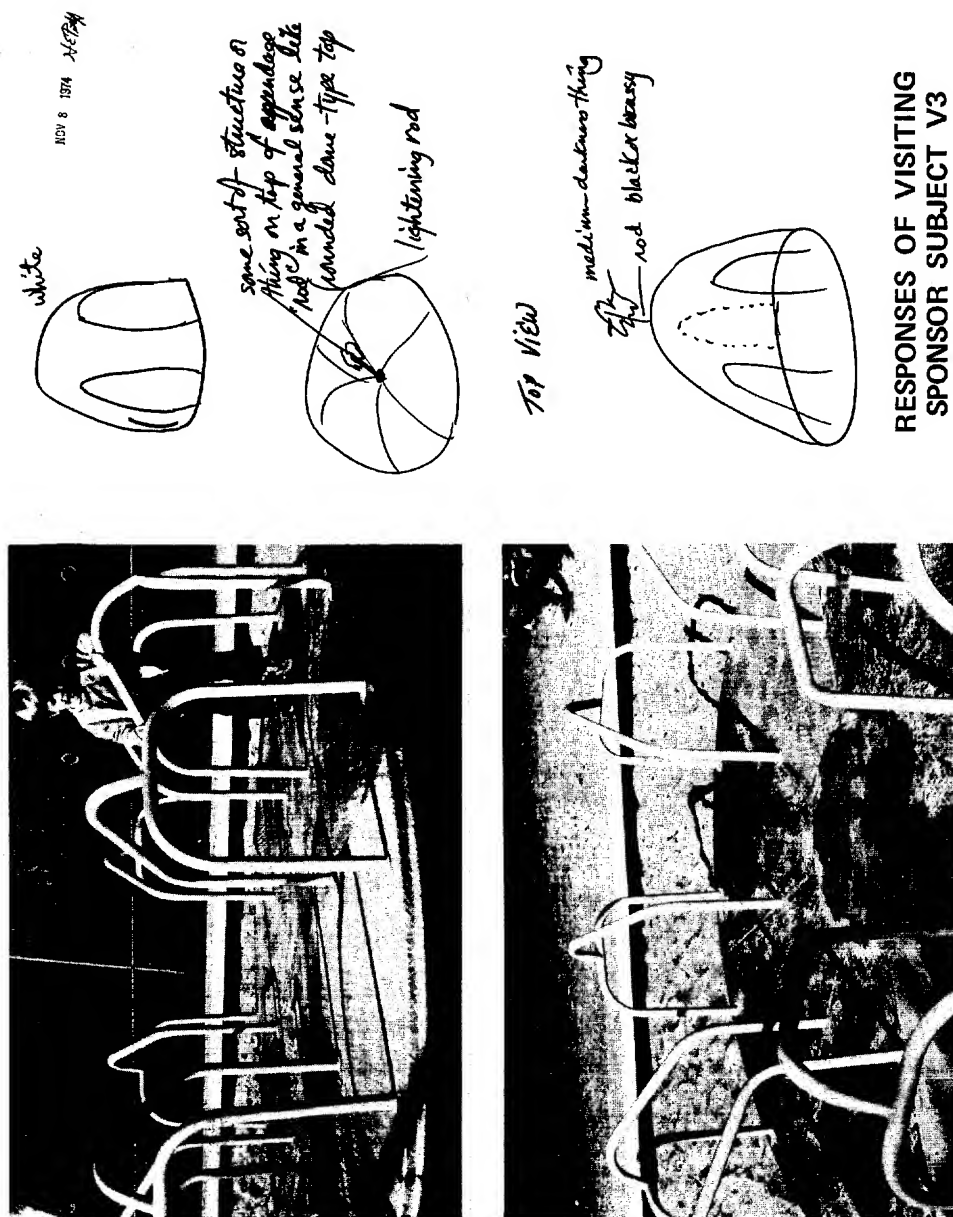 NOV 8 1974
white
some sort of structure or
thing on top of appendage
rod in a general sense like
rounded dome-type top
lightening rod
TOP VIEW
medium-darkness thing
rod black or brassy
RESPONSES OF VISITING
SPONSOR SUBJECT V3